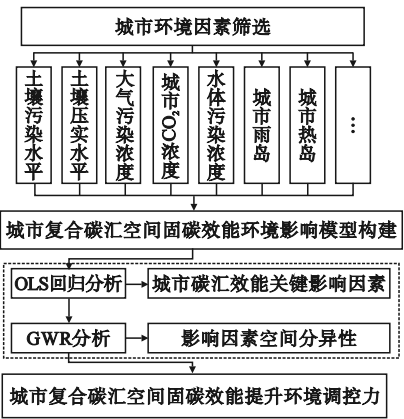 城市环境因素筛选
土壤污染水平
土壤压实水平
大气污染浓度
城市CO₂浓度
水体污染浓度
城市雨岛
城市热岛
…
城市复合碳汇空间固碳效能环境影响模型构建
OLS回归分析
城市碳汇效能关键影响因素
GWR分析
影响因素空间分异性
城市复合碳汇空间固碳效能提升环境调控力